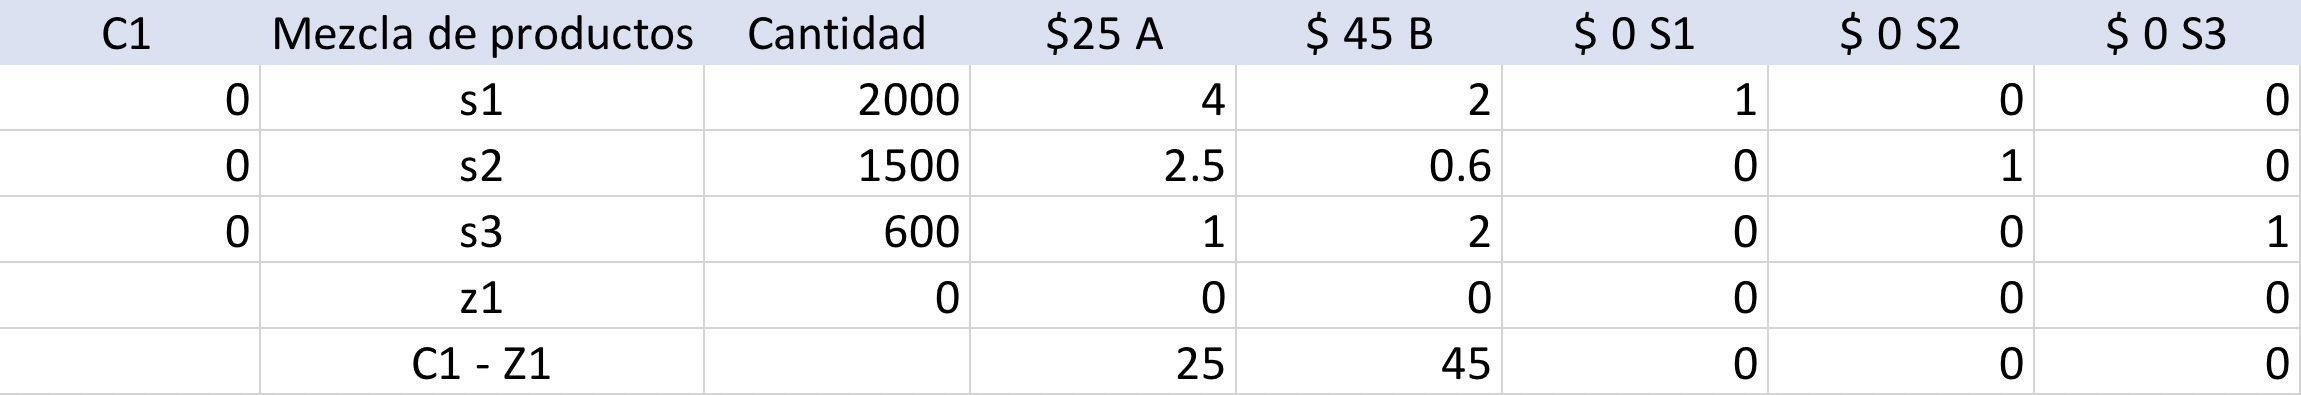 C1 Mezcla de productos Cantidad $25 A $ 45 B $ 0 S1 $ 0 S2 $ 0 S3
0 s1 2000 4 2 1 0 0
0 s2 1500 2.5 0.6 0 1 0
0 s3 600 1 2 0 0 1
z1 0 0 0 0 0 0
C1 - Z1 25 45 0 0 0